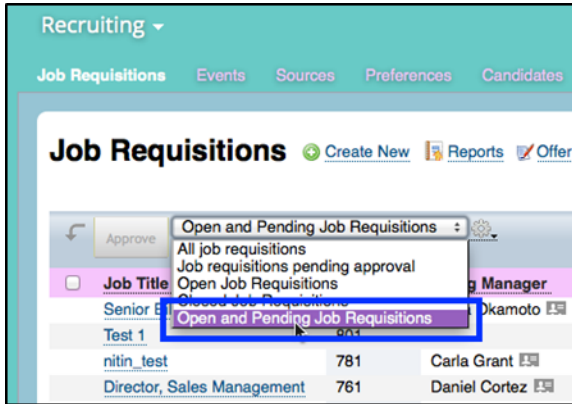 Recruiting
Job Requisitions Events Sources Preferences Candidates
Job Requisitions Create New Reports Offer
Approve Open and Pending Job Requisitions
All job requisitions
Job requisitions pending approval
Open Job Requisitions
Closed Job Requisitions
Open and Pending Job Requisitions
Job Title Manager
Senior Okamoto
Test 1 801
nitin_test 781 Carla Grant
Director, Sales Management 761 Daniel Cortez